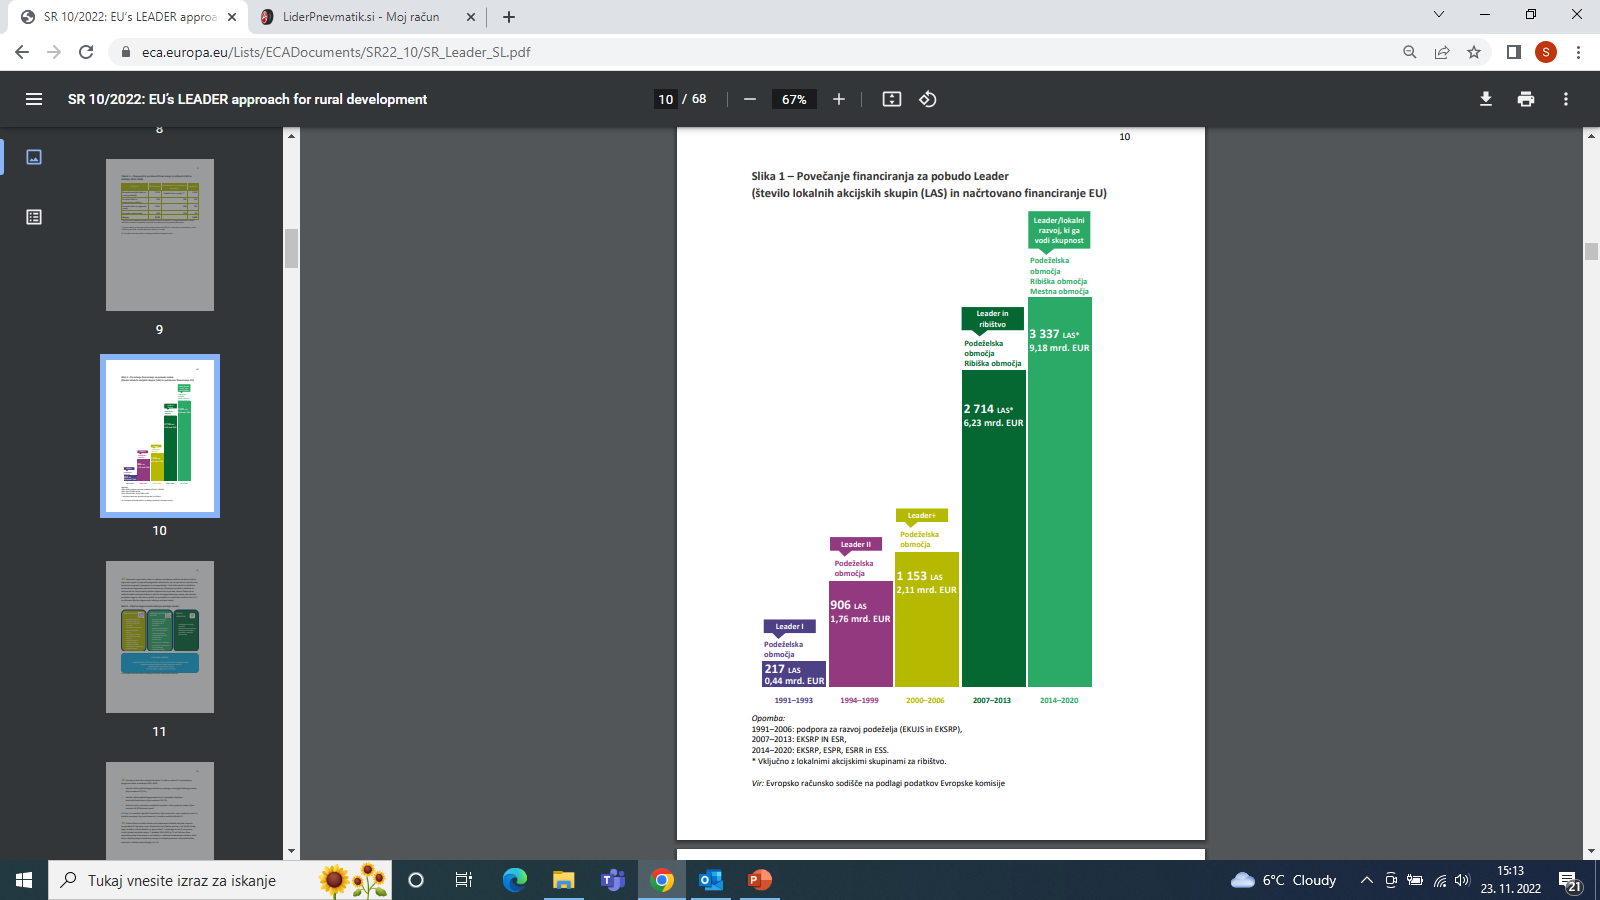 SR 10/2022: EU's LEADER approa
LiderPnevmatik.si - Moj račun
eca.europa.eu/Lists/ECADocuments/SR22_10/SR_Leader_SL.pdf
S
SR 10/2022: EU's LEADER approach for rural development
10 / 68
67%
8
9
10
11
10
Slika 1 – Povečanje financiranja za pobudo Leader
(število lokalnih akcijskih skupin (LAS) in načrtovano financiranje EU)
Leader I
Podeželska
območja
217 LAS
0,44 mrd. EUR
1991–1993
Leader II
Podeželska
območja
906 LAS
1,76 mrd. EUR
1994–1999
Leader+
Podeželska
območja
1 153 LAS
2,11 mrd. EUR
2000–2006
Leader in
ribištvo
Podeželska
območja
Ribiška območja
2 714 LAS*
6,23 mrd. EUR
2007–2013
Leader/lokalni
razvoj, ki ga
vodi skupnost
Podeželska
območja
Ribiška območja
Mestna območja
3 337 LAS*
9,18 mrd. EUR
2014–2020
Opomba:
1991–2006: podpora za razvoj podeželja (EKUJS in EKSRP),
2007–2013: EKSRP IN ESR,
2014–2020: EKSRP, ESPR, ESRR in ESS.
* Vključno z lokalnimi akcijskimi skupinami za ribištvo.
Vir: Evropsko računsko sodišče na podlagi podatkov Evropske komisije
Tukaj vnesite izraz za iskanje
6°C Cloudy
15:13
23. 11. 2022
21